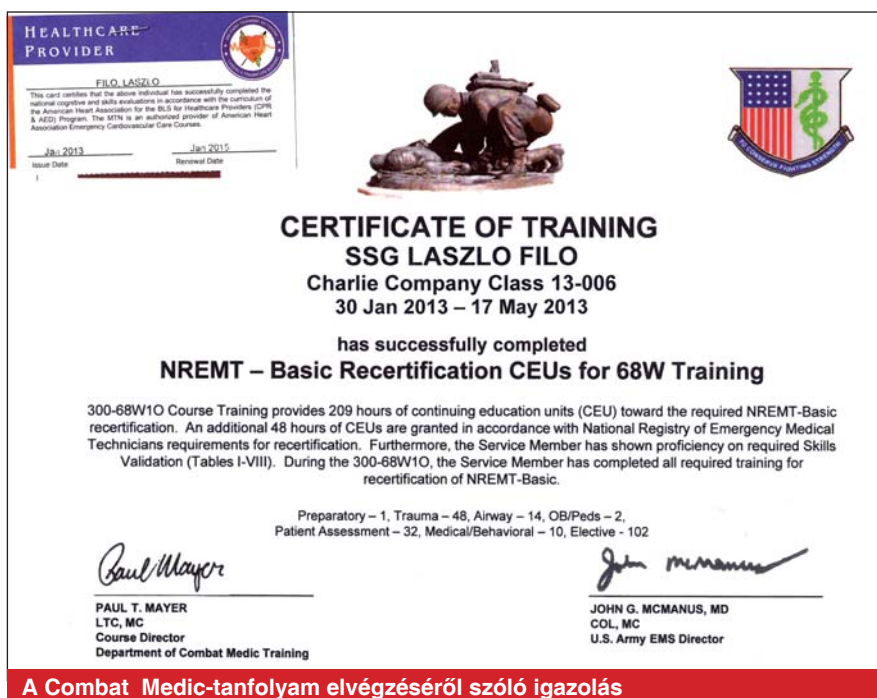 HEALTHCARE
PROVIDER
FILO, LASZLO
This card certifies that the above individual has successfully completed the
national cognitive and skills evaluations in accordance with the curriculum of
the American Heart Association for the BLS for Healthcare Providers (CPR
& AED) Program. The MTN is an authorized provider of American Heart
Association Emergency Cardiovascular Care Courses.
Jan 2013 Jan 2015
Issue Date Renewal Date
TO CONSERVE FIGHTING STRENGTH
CERTIFICATE OF TRAINING
SSG LASZLO FILO
Charlie Company Class 13-006
30 Jan 2013 – 17 May 2013
has successfully completed
NREMT – Basic Recertification CEUs for 68W Training
300-68W1O Course Training provides 209 hours of continuing education units (CEU) toward the required NREMT-Basic
recertification. An additional 48 hours of CEUs are granted in accordance with National Registry of Emergency Medical
Technicians requirements for recertification. Furthermore, the Service Member has shown proficiency on required Skills
Validation (Tables I-VIII). During the 300-68W1O, the Service Member has completed all required training for
recertification of NREMT-Basic.
Preparatory – 1, Trauma – 48, Airway – 14, OB/Peds – 2,
Patient Assessment – 32, Medical/Behavioral – 10, Elective - 102
Paul Mayer
John McManus
PAUL T. MAYER
LTC, MC
Course Director
Department of Combat Medic Training
JOHN G. MCMANUS, MD
COL, MC
U.S. Army EMS Director
A Combat Medic-tanfolyam elvégzéséről szóló igazolás